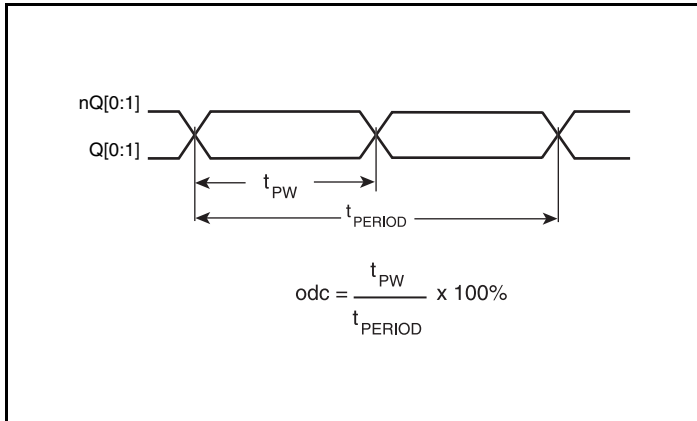 nQ[0:1]
Q[0:1]
tPW
tPERIOD
odc = tPW / tPERIOD x 100%